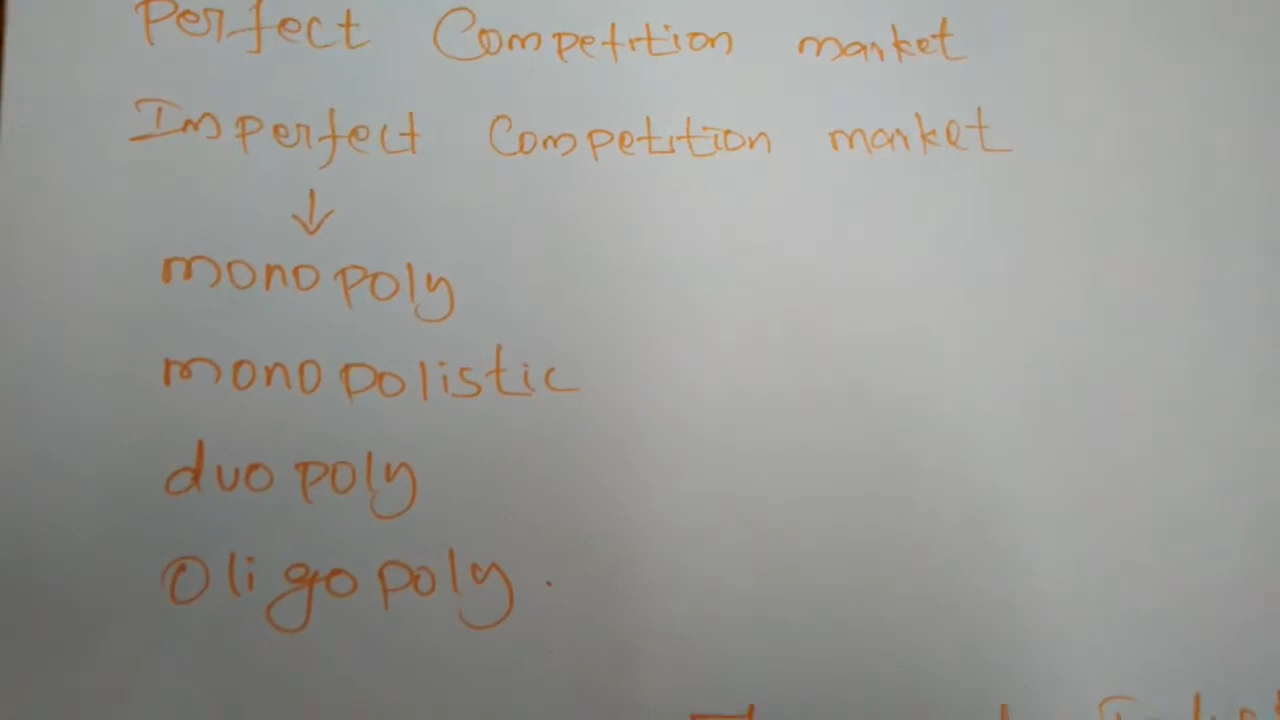 Perfect Competition market
Imperfect Competition market
↓
monopoly
monopolistic
duopoly
Oligopoly.